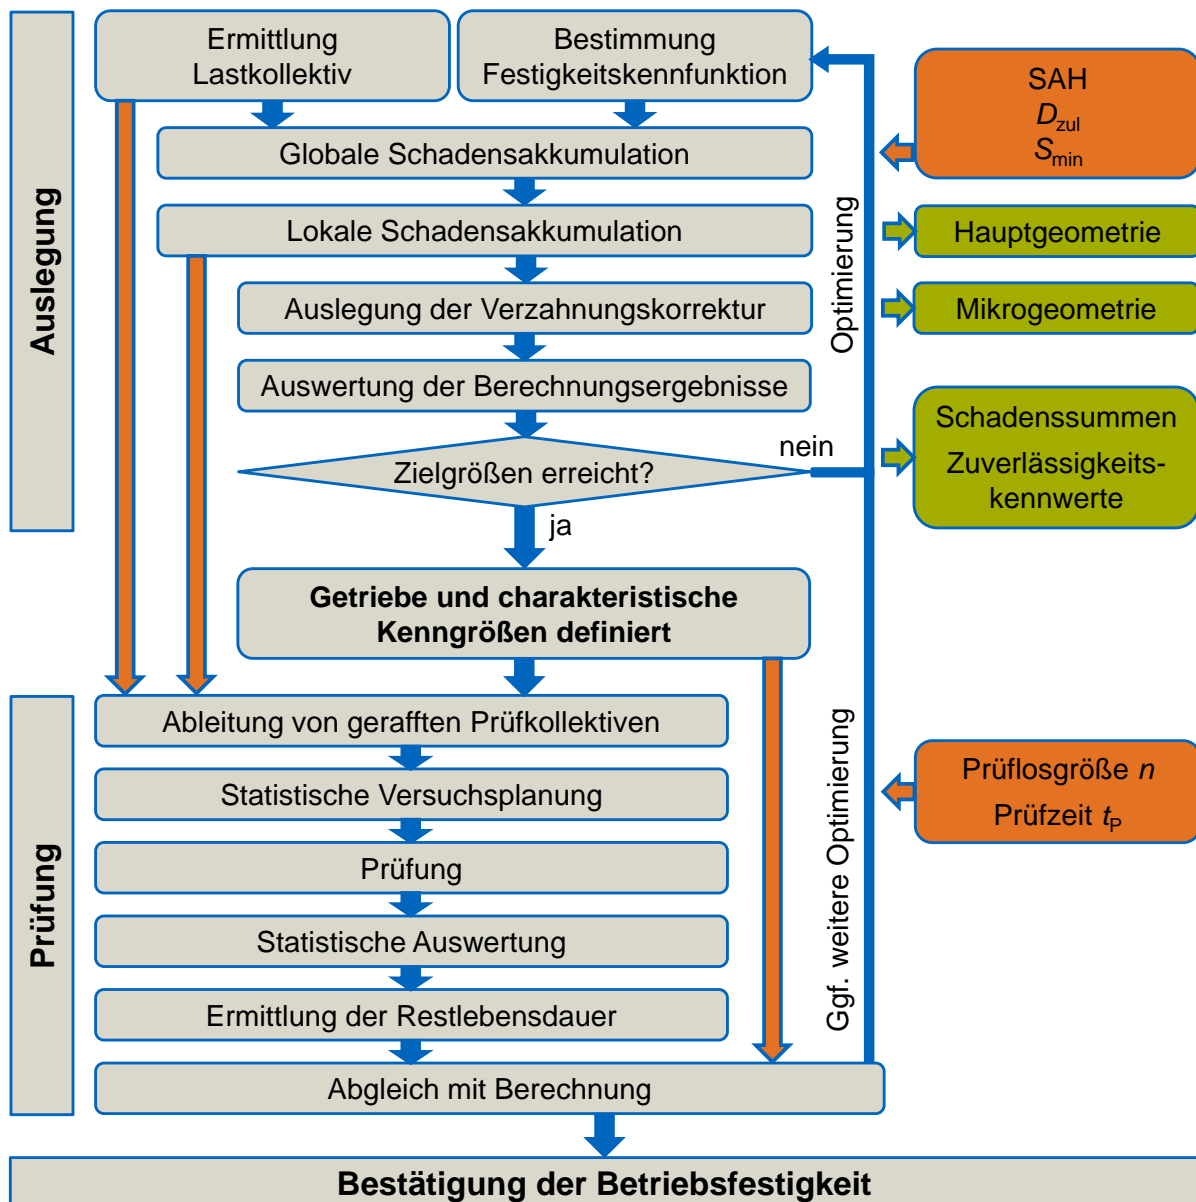 Auslegung
Ermittlung
Lastkollektiv
Bestimmung
Festigkeitskennfunktion
Globale Schadensakkumulation
Lokale Schadensakkumulation
Auslegung der Verzahnungskorrektur
Auswertung der Berechnungsergebnisse
Zielgrößen erreicht?
nein
ja
Optimierung
SAH
Dzul
Smin
Hauptgeometrie
Mikrogeometrie
Schadenssummen
Zuverlässigkeits-
kennwerte
Getriebe und charakteristische
Kenngrößen definiert
Prüfung
Ableitung von gerafften Prüfkollektiven
Statistische Versuchsplanung
Prüfung
Statistische Auswertung
Ermittlung der Restlebensdauer
Abgleich mit Berechnung
Ggf. weitere Optimierung
Prüflosgröße n
Prüfzeit tP
Bestätigung der Betriebsfestigkeit